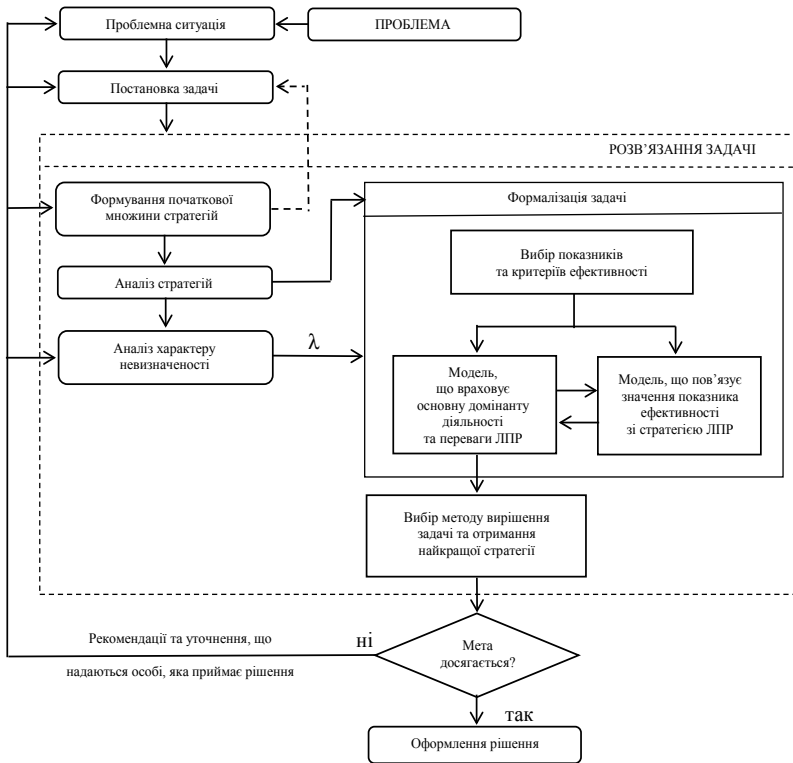 Проблемна ситуація
ПРОБЛЕМА
Постановка задачі
РОЗВ’ЯЗАННЯ ЗАДАЧІ
Формування початкової
множини стратегій
Формалізація задачі
Вибір показників
та критеріїв ефективності
Аналіз стратегій
Аналіз характеру
невизначеності
λ
Модель,
що враховує
основну домінанту
діяльності
та переваги ЛПР
Модель, що пов’язує
значення показника
ефективності
зі стратегією ЛПР
Вибір методу вирішення
задачі та отримання
найкращої стратегії
Рекомендації та уточнення, що
надаються особі, яка приймає рішення
ні
Мета
досягається?
так
Оформлення рішення